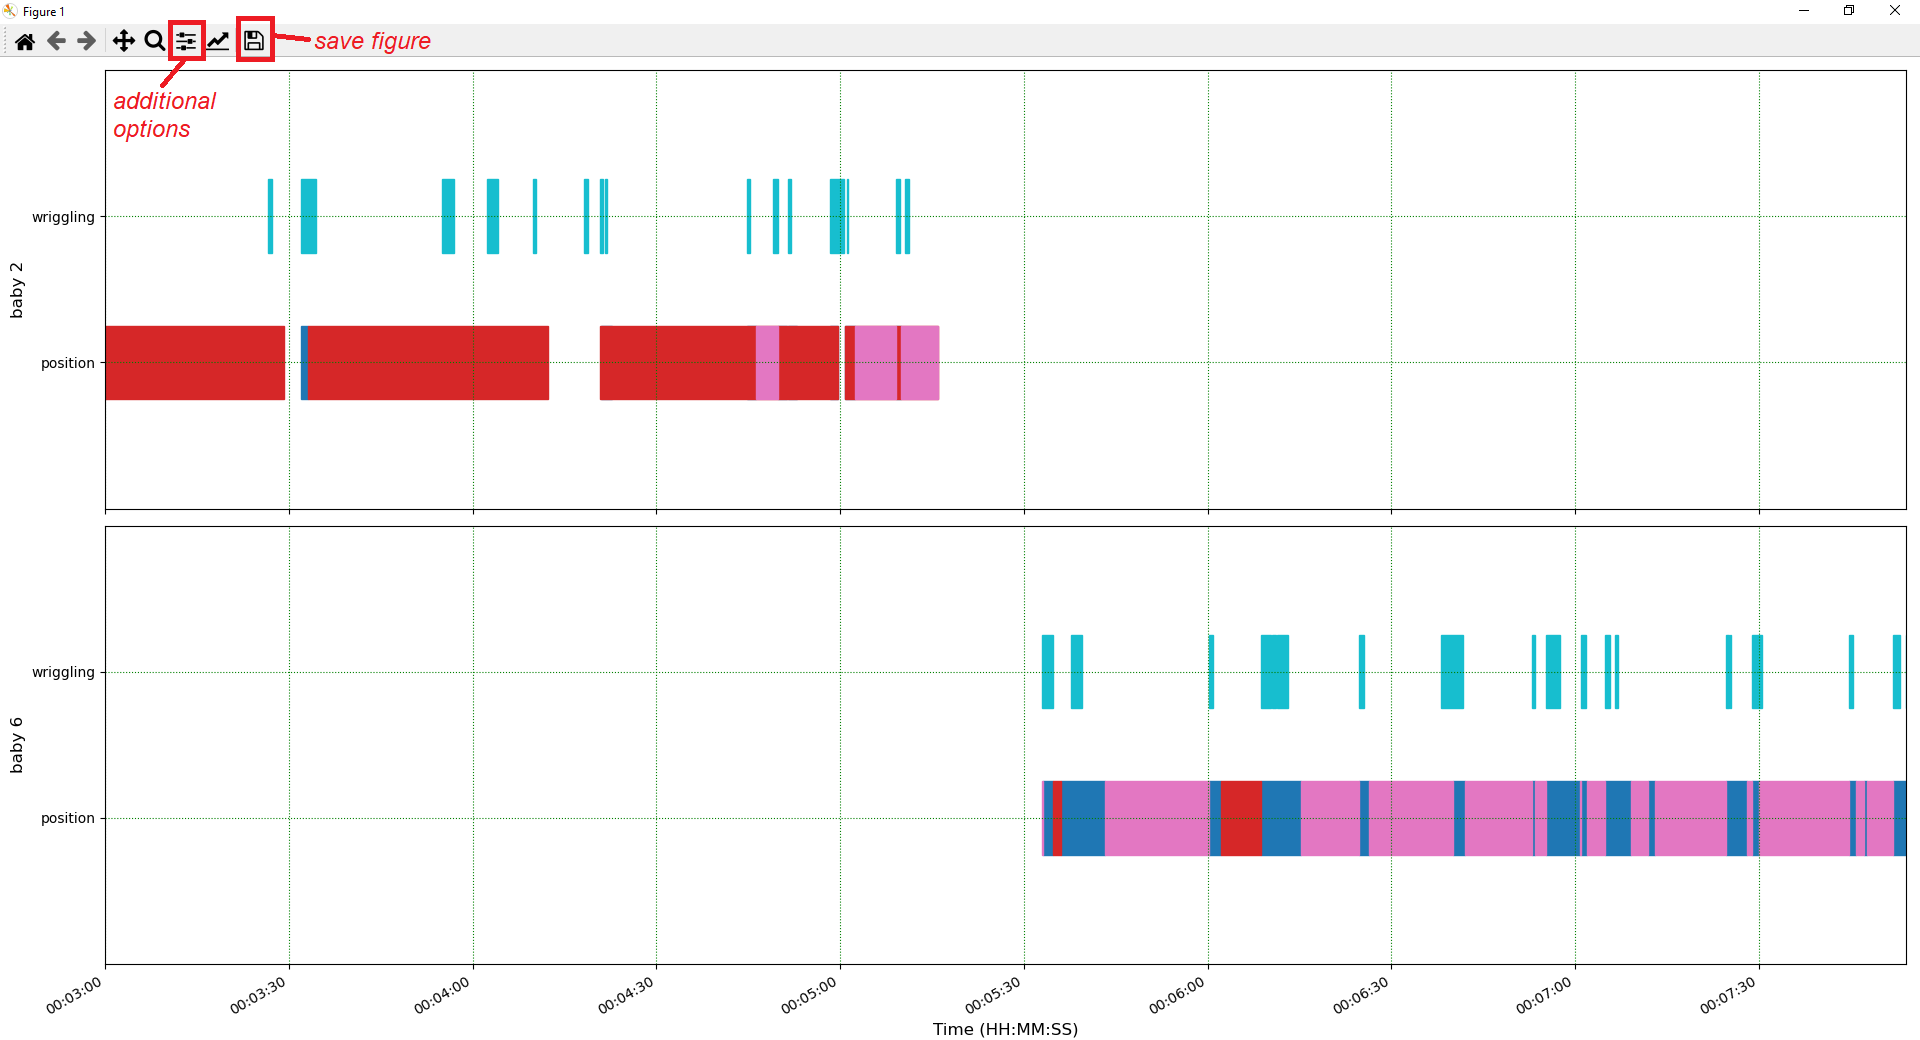 Figure 1
save figure
additional
options
wriggling
baby 2
position
wriggling
baby 6
position
00:03:00
00:03:30
00:04:00
00:04:30
00:05:00
00:05:30
00:06:00
00:06:30
00:07:00
00:07:30
Time (HH:MM:SS)